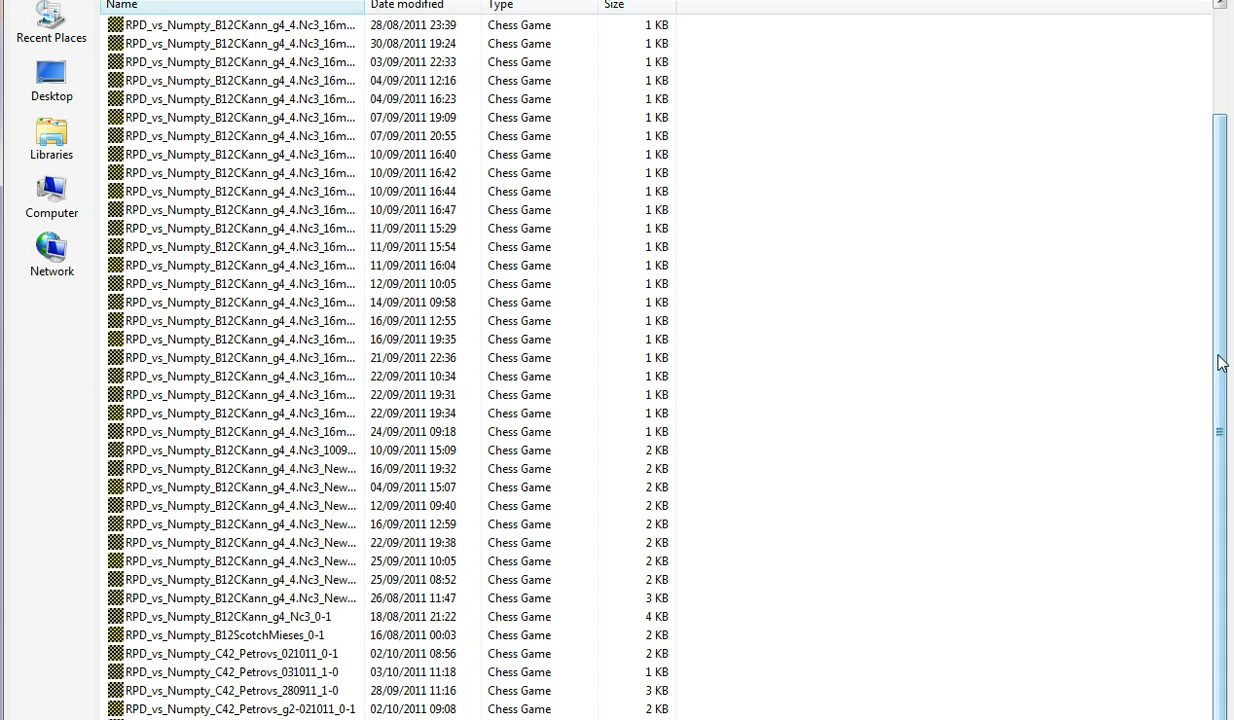 Name Date modified Type Size
Recent Places
Desktop
Libraries
Computer
Network
RPD_vs_Numpty_B12CKann_g4_4.Nc3_16m... 28/08/2011 23:39 Chess Game 1 KB
RPD_vs_Numpty_B12CKann_g4_4.Nc3_16m... 30/08/2011 19:24 Chess Game 1 KB
RPD_vs_Numpty_B12CKann_g4_4.Nc3_16m... 03/09/2011 22:33 Chess Game 1 KB
RPD_vs_Numpty_B12CKann_g4_4.Nc3_16m... 04/09/2011 12:16 Chess Game 1 KB
RPD_vs_Numpty_B12CKann_g4_4.Nc3_16m... 04/09/2011 16:23 Chess Game 1 KB
RPD_vs_Numpty_B12CKann_g4_4.Nc3_16m... 07/09/2011 19:09 Chess Game 1 KB
RPD_vs_Numpty_B12CKann_g4_4.Nc3_16m... 07/09/2011 20:55 Chess Game 1 KB
RPD_vs_Numpty_B12CKann_g4_4.Nc3_16m... 10/09/2011 16:40 Chess Game 1 KB
RPD_vs_Numpty_B12CKann_g4_4.Nc3_16m... 10/09/2011 16:42 Chess Game 1 KB
RPD_vs_Numpty_B12CKann_g4_4.Nc3_16m... 10/09/2011 16:44 Chess Game 1 KB
RPD_vs_Numpty_B12CKann_g4_4.Nc3_16m... 10/09/2011 16:47 Chess Game 1 KB
RPD_vs_Numpty_B12CKann_g4_4.Nc3_16m... 11/09/2011 15:29 Chess Game 1 KB
RPD_vs_Numpty_B12CKann_g4_4.Nc3_16m... 11/09/2011 15:54 Chess Game 1 KB
RPD_vs_Numpty_B12CKann_g4_4.Nc3_16m... 11/09/2011 16:04 Chess Game 1 KB
RPD_vs_Numpty_B12CKann_g4_4.Nc3_16m... 12/09/2011 10:05 Chess Game 1 KB
RPD_vs_Numpty_B12CKann_g4_4.Nc3_16m... 14/09/2011 09:58 Chess Game 1 KB
RPD_vs_Numpty_B12CKann_g4_4.Nc3_16m... 16/09/2011 12:55 Chess Game 1 KB
RPD_vs_Numpty_B12CKann_g4_4.Nc3_16m... 16/09/2011 19:35 Chess Game 1 KB
RPD_vs_Numpty_B12CKann_g4_4.Nc3_16m... 21/09/2011 22:36 Chess Game 1 KB
RPD_vs_Numpty_B12CKann_g4_4.Nc3_16m... 22/09/2011 10:34 Chess Game 1 KB
RPD_vs_Numpty_B12CKann_g4_4.Nc3_16m... 22/09/2011 19:31 Chess Game 1 KB
RPD_vs_Numpty_B12CKann_g4_4.Nc3_16m... 22/09/2011 19:34 Chess Game 1 KB
RPD_vs_Numpty_B12CKann_g4_4.Nc3_16m... 24/09/2011 09:18 Chess Game 1 KB
RPD_vs_Numpty_B12CKann_g4_4.Nc3_1009... 10/09/2011 15:09 Chess Game 2 KB
RPD_vs_Numpty_B12CKann_g4_4.Nc3_New... 16/09/2011 19:32 Chess Game 2 KB
RPD_vs_Numpty_B12CKann_g4_4.Nc3_New... 04/09/2011 15:07 Chess Game 2 KB
RPD_vs_Numpty_B12CKann_g4_4.Nc3_New... 12/09/2011 09:40 Chess Game 2 KB
RPD_vs_Numpty_B12CKann_g4_4.Nc3_New... 16/09/2011 12:59 Chess Game 2 KB
RPD_vs_Numpty_B12CKann_g4_4.Nc3_New... 22/09/2011 19:38 Chess Game 2 KB
RPD_vs_Numpty_B12CKann_g4_4.Nc3_New... 25/09/2011 10:05 Chess Game 2 KB
RPD_vs_Numpty_B12CKann_g4_4.Nc3_New... 25/09/2011 08:52 Chess Game 2 KB
RPD_vs_Numpty_B12CKann_g4_4.Nc3_New... 26/08/2011 11:47 Chess Game 3 KB
RPD_vs_Numpty_B12CKann_g4_Nc3_0-1 18/08/2011 21:22 Chess Game 4 KB
RPD_vs_Numpty_B12ScotchMieses_0-1 16/08/2011 00:03 Chess Game 2 KB
RPD_vs_Numpty_C42_Petrovs_021011_0-1 02/10/2011 08:56 Chess Game 2 KB
RPD_vs_Numpty_C42_Petrovs_031011_1-0 03/10/2011 11:18 Chess Game 1 KB
RPD_vs_Numpty_C42_Petrovs_280911_1-0 28/09/2011 11:16 Chess Game 3 KB
RPD_vs_Numpty_C42_Petrovs_g2-021011_0-1 02/10/2011 09:08 Chess Game 2 KB